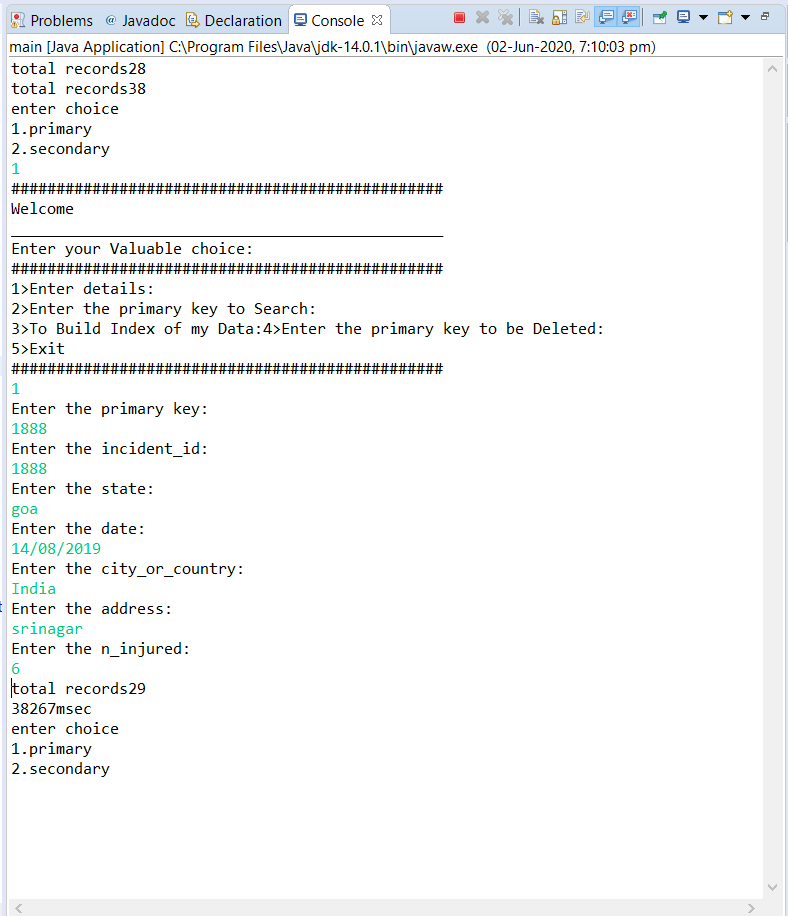 Problems @ Javadoc Declaration Console
main [Java Application] C:\Program Files\Java\jdk-14.0.1\bin\javaw.exe (02-Jun-2020, 7:10:03 pm)
total records28
total records38
enter choice
1.primary
2.secondary
1
################################################
Welcome
________________________________________________
Enter your Valuable choice:
################################################
1>Enter details:
2>Enter the primary key to Search:
3>To Build Index of my Data:4>Enter the primary key to be Deleted:
5>Exit
################################################
1
Enter the primary key:
1888
Enter the incident_id:
1888
Enter the state:
goa
Enter the date:
14/08/2019
Enter the city_or_country:
India
Enter the address:
srinagar
Enter the n_injured:
6
total records29
38267msec
enter choice
1.primary
2.secondary